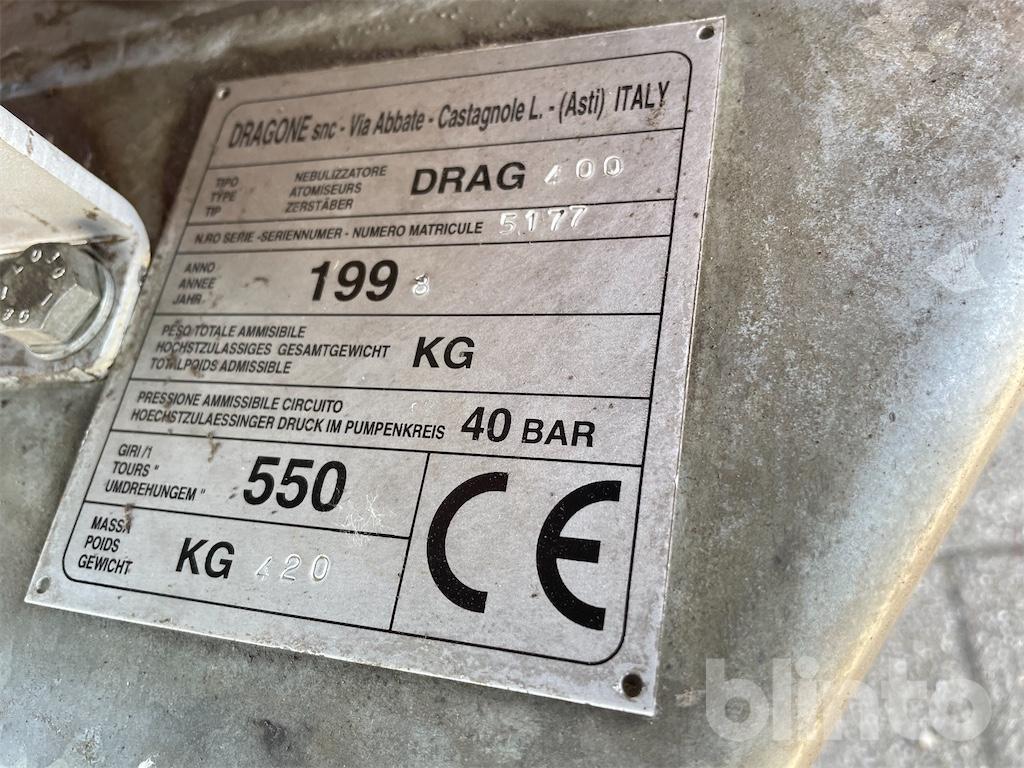 DRAGONE snc - Via Abbate - Castagnole L. - (Asti) ITALY
TIPO NEBULIZZATORE
TYPE ATOMISEURS DRAG 400
TIP ZERSTÄBER
N.RO SERIE -SERIENNUMER - NUMERO MATRICULE 5177
ANNO
ANNEE 1998
JAHR
PESO TOTALE AMMISIBILE
HOCHSTZULASSIGES GESAMTGEWICHT KG
TOTALPOIDS ADMISSIBLE
PRESSIONE AMMISSIBILE CIRCUITO
HOECHSTZULAESSINGER DRUCK IM PUMPENKREIS 40 BAR
GIRI/1
TOURS " 550
UMDREHUNGEM "
MASSA
POIDS KG 420
GEWICHT
CE
blinto